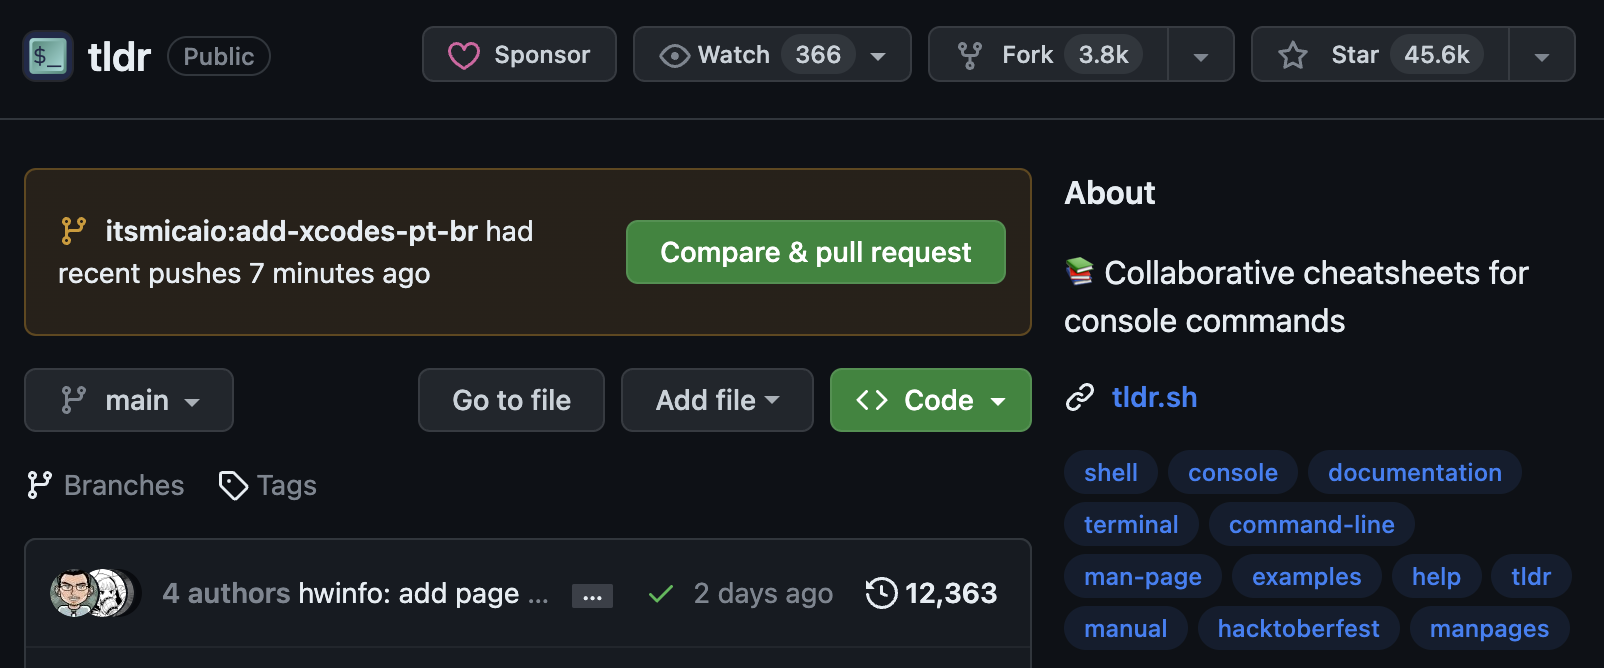 $_ tldr Public Sponsor Watch 366 Fork 3.8k Star 45.6k
itsmicaio:add-xcodes-pt-br had
recent pushes 7 minutes ago
Compare & pull request
main Go to file Add file <> Code
Branches Tags
4 authors hwinfo: add page ... ... 2 days ago 12,363
About
Collaborative cheatsheets for
console commands
tldr.sh
shell console documentation
terminal command-line
man-page examples help tldr
manual hacktoberfest manpages